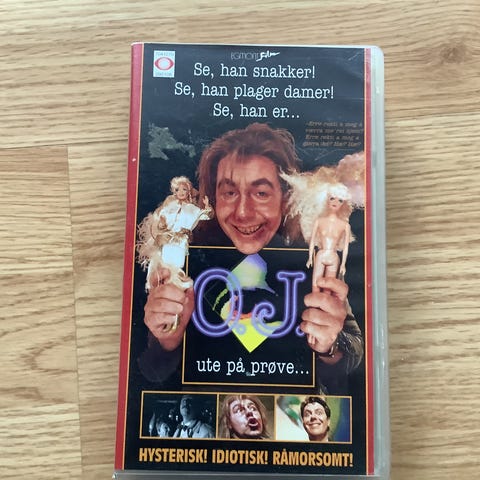 EGMONT Film
Se, han snakker!
Se, han plager damer!
Se, han er...
O.J.
ute på prøve...
HYSTERISK! IDIOTISK! RÅMORSOMT!